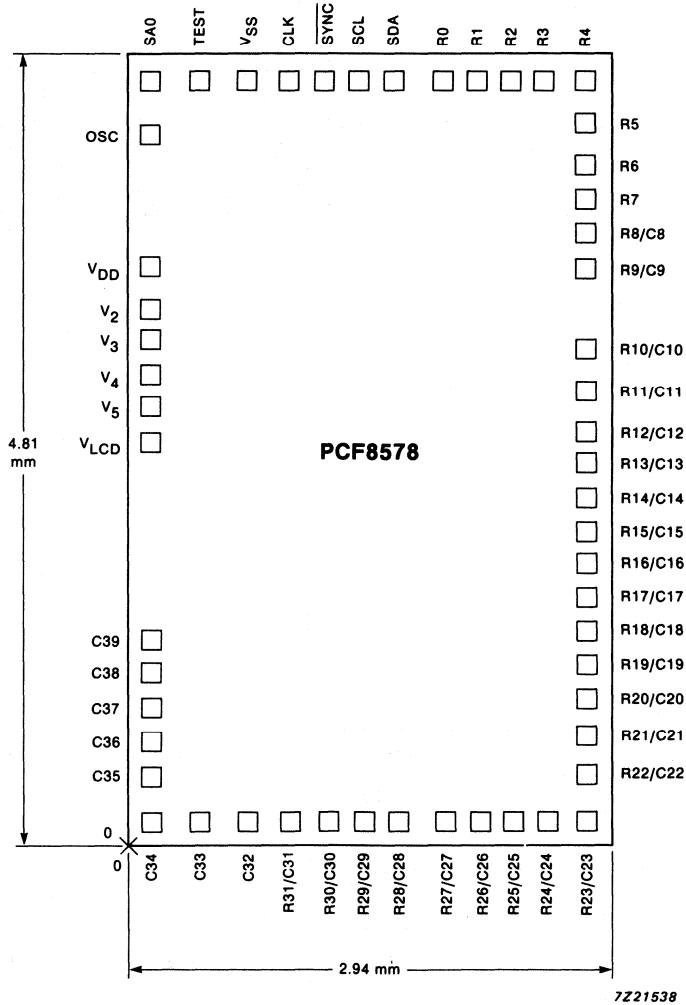 SA0
TEST
VSS
CLK
SYNC
SCL
SDA
R0
R1
R2
R3
R4
OSC
VDD
V2
V3
V4
V5
VLCD
C39
C38
C37
C36
C35
0
0
4.81
mm
PCF8578
R5
R6
R7
R8/C8
R9/C9
R10/C10
R11/C11
R12/C12
R13/C13
R14/C14
R15/C15
R16/C16
R17/C17
R18/C18
R19/C19
R20/C20
R21/C21
R22/C22
C34
C33
C32
R31/C31
R30/C30
R29/C29
R28/C28
R27/C27
R26/C26
R25/C25
R24/C24
R23/C23
2.94 mm
7Z21538